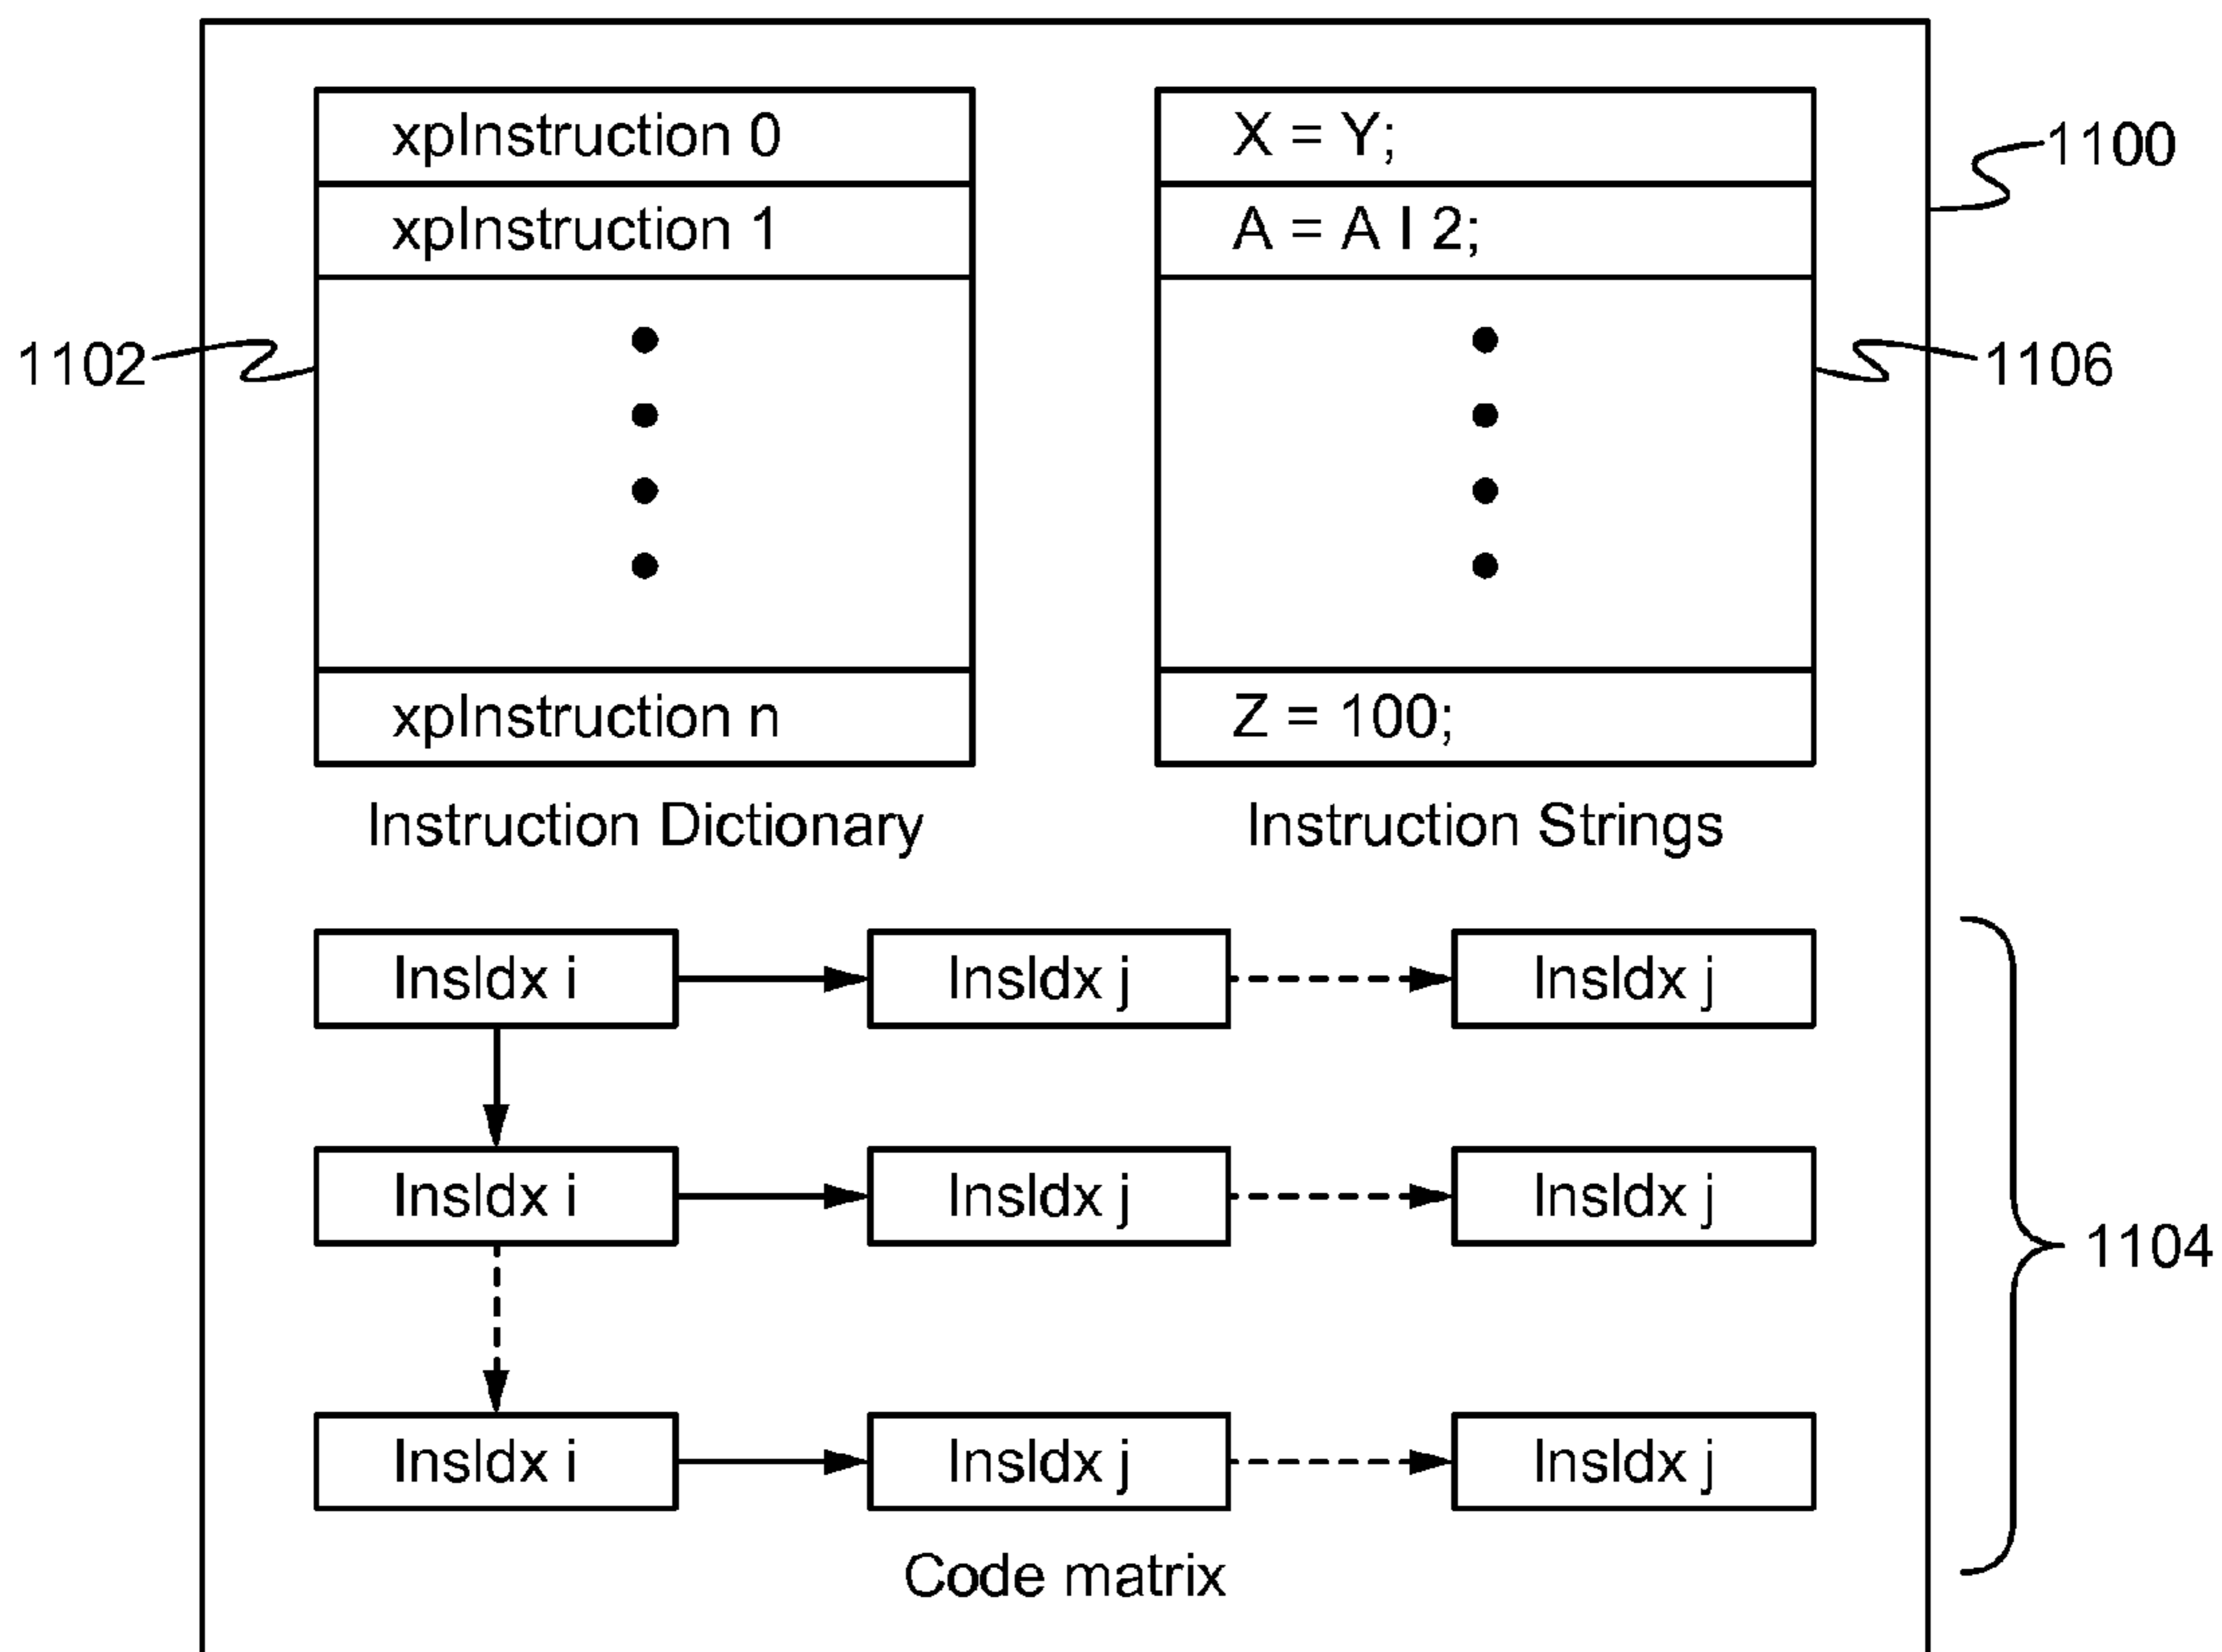 xpInstruction 0
X = Y;
1100
xpInstruction 1
A = A I 2;
1102
1106
xpInstruction n
Z = 100;
Instruction Dictionary
Instruction Strings
InsIdx i
InsIdx j
InsIdx j
InsIdx i
InsIdx j
InsIdx j
1104
InsIdx i
InsIdx j
InsIdx j
Code matrix